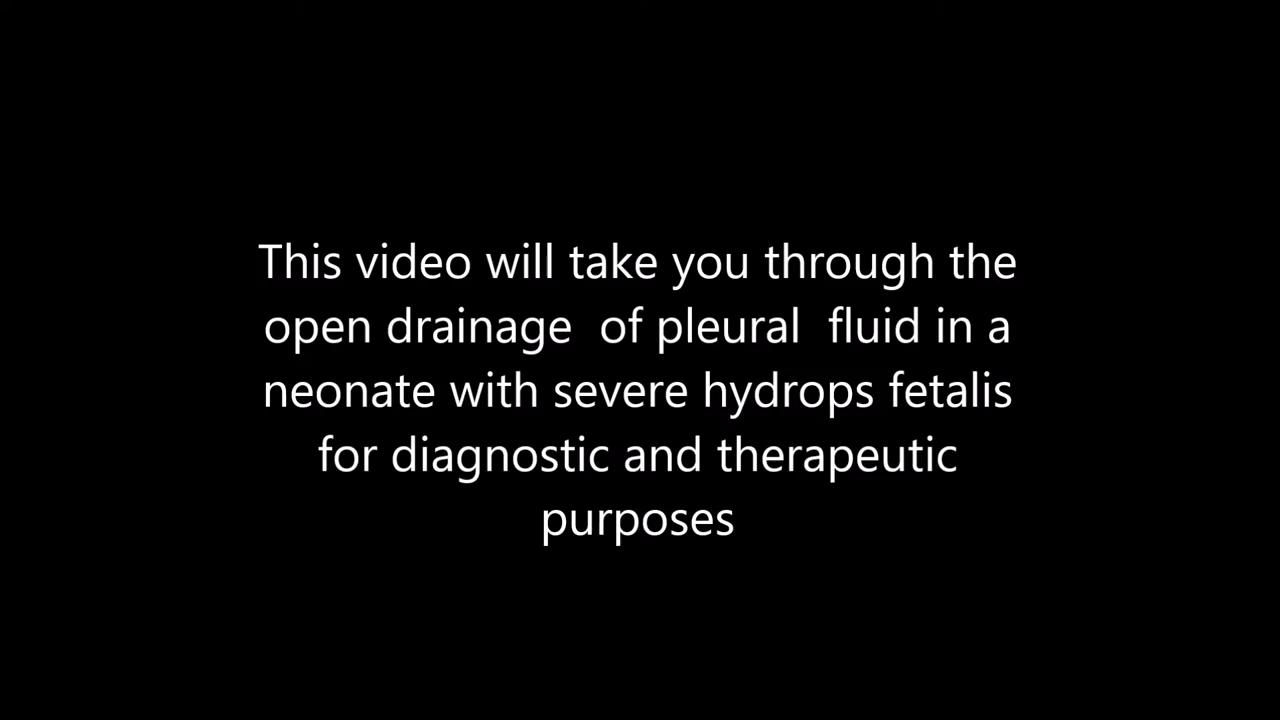 This video will take you through the
open drainage  of pleural  fluid in a
neonate with severe hydrops fetalis
for diagnostic and therapeutic
purposes